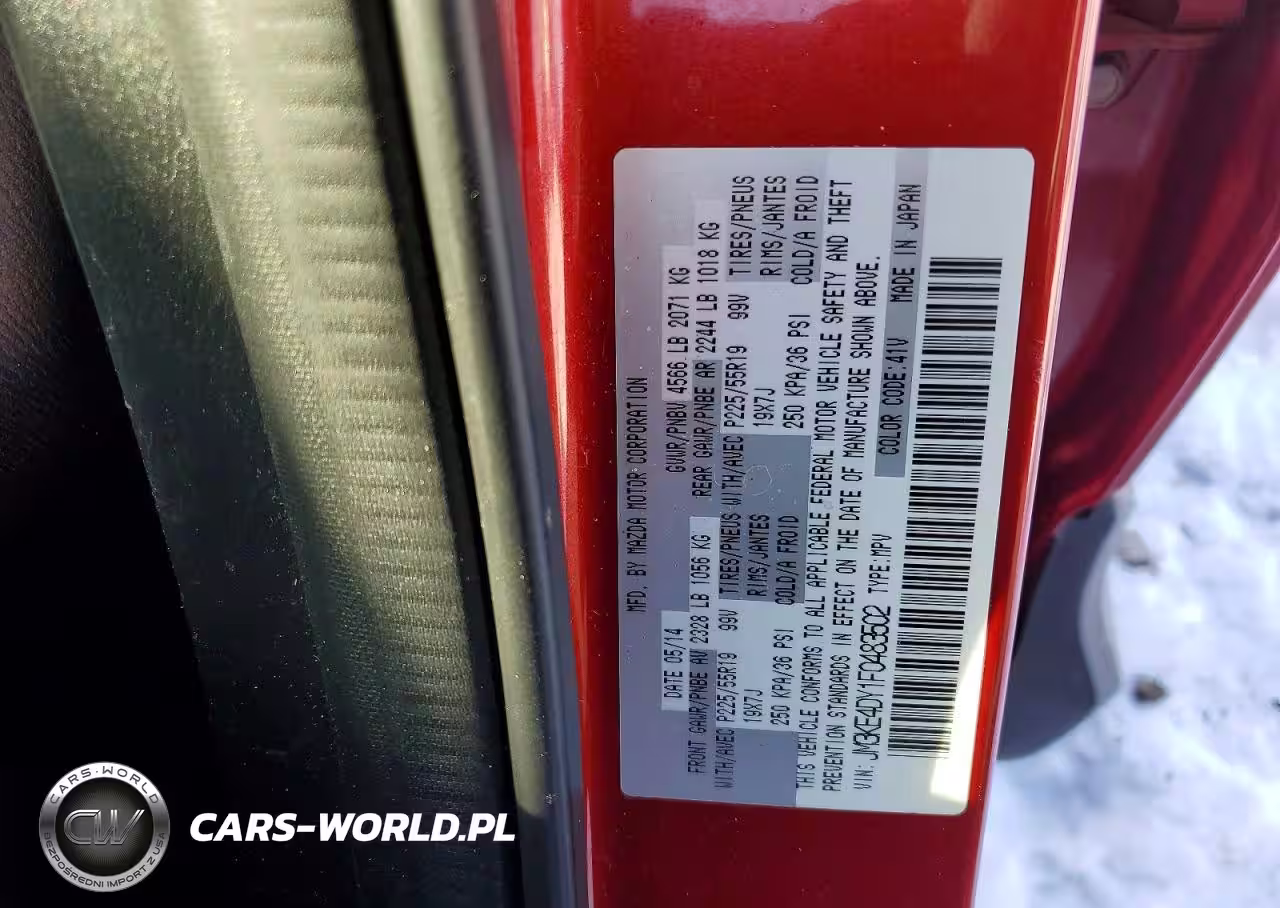 MFD. BY MAZDA MOTOR CORPORATION
DATE 05/14 GVWR/PNBV 4566 LB 2071 KG
FRONT GAWR/PNBE AV 2328 LB 1056 KG REAR GAWR/PNBE AR 2244 LB 1018 KG
WITH/AVEC P225/55R19 99V TIRES/PNEUS WITH/AVEC P225/55R19 99V TIRES/PNEUS
19X7J RIMS/JANTES 19X7J RIMS/JANTES
250 KPA/36 PSI COLD/A FROID 250 KPA/36 PSI COLD/A FROID
THIS VEHICLE CONFORMS TO ALL APPLICABLE FEDERAL MOTOR VEHICLE SAFETY AND THEFT
PREVENTION STANDARDS IN EFFECT ON THE DATE OF MANUFACTURE SHOWN ABOVE.
VIN: JM3KE4DY1F0483502 TYPE:MPV COLOR CODE:41V MADE IN JAPAN
CARS-WORLD
CW
BEZPOŚREDNI IMPORT Z USA
CARS-WORLD.PL